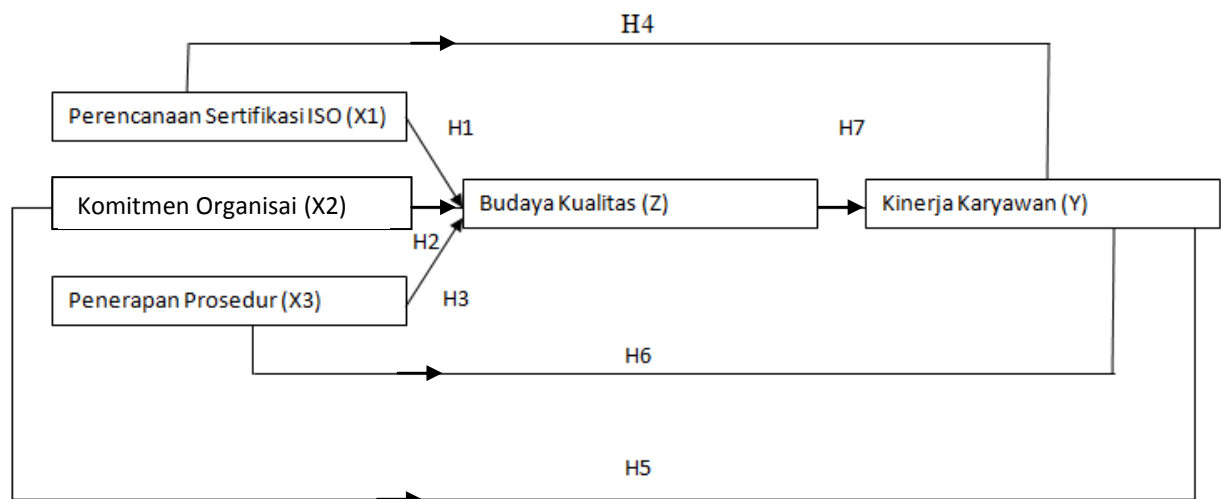 H4
Perencanaan Sertifikasi ISO (X1)
H1
H7
Komitmen Organisai (X2)
Budaya Kualitas (Z)
Kinerja Karyawan (Y)
H2
Penerapan Prosedur (X3)
H3
H6
H5